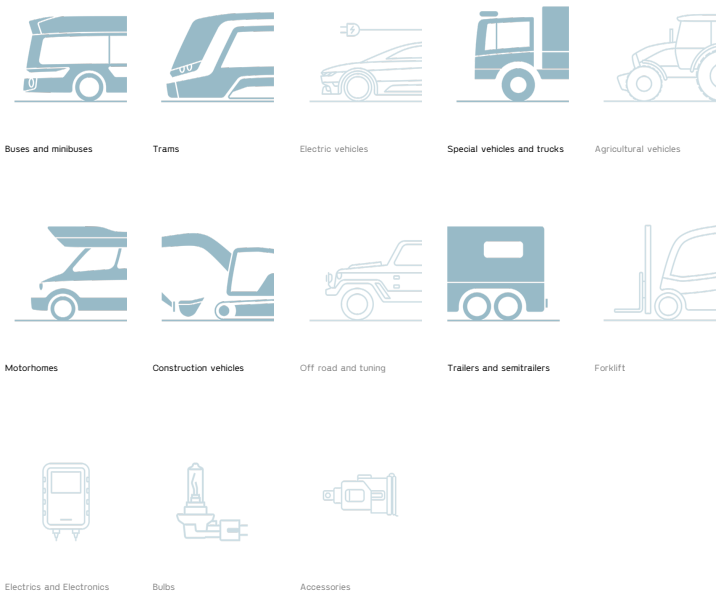 Buses and minibuses
Trams
Electric vehicles
Special vehicles and trucks
Agricultural vehicles
Motorhomes
Construction vehicles
Off road and tuning
Trailers and semitrailers
Forklift
Electrics and Electronics
Bulbs
Accessories